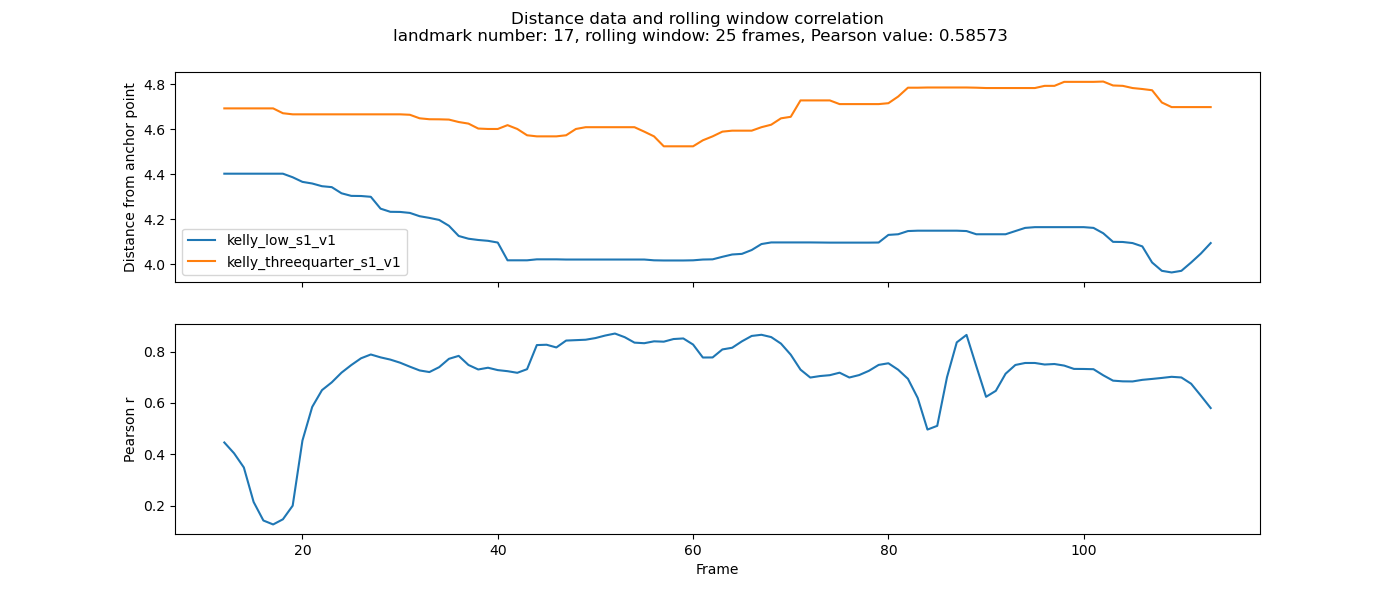 Distance data and rolling window correlation
landmark number: 17, rolling window: 25 frames, Pearson value: 0.58573
Distance from anchor point
4.8
4.6
4.4
4.2
4.0
kelly_low_s1_v1
kelly_threequarter_s1_v1
Pearson r
0.8
0.6
0.4
0.2
20 40 60 80 100
Frame